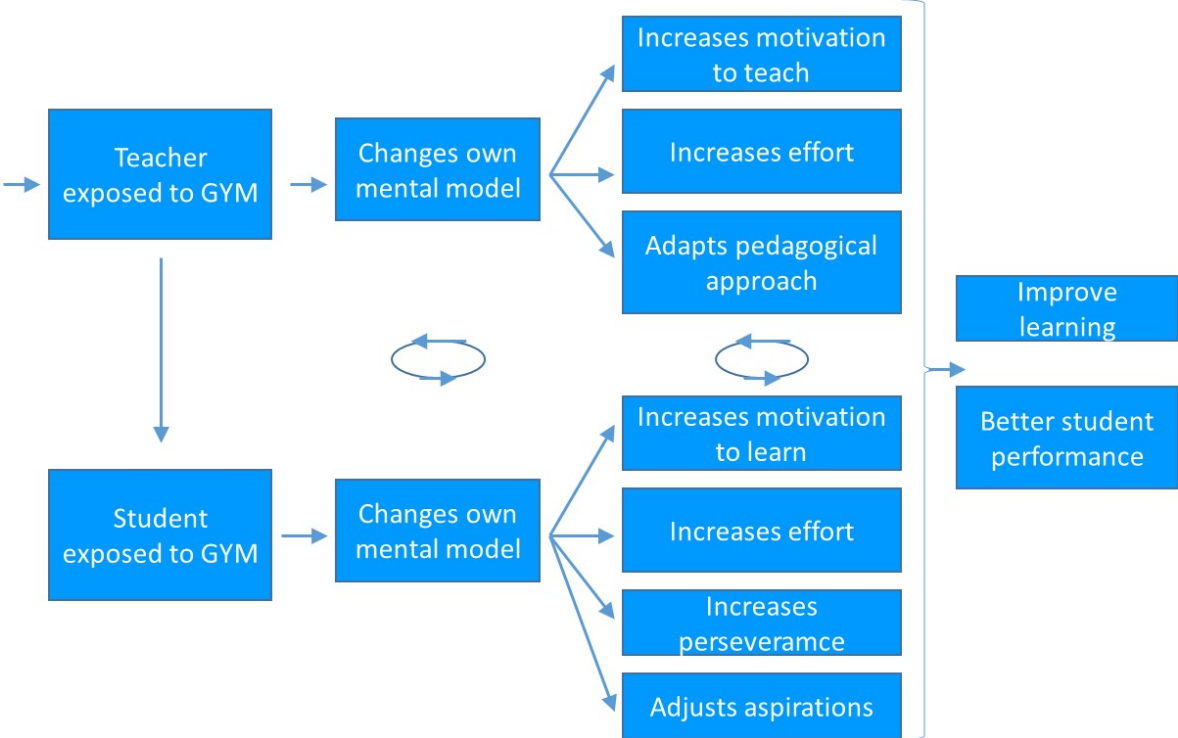 Teacher
exposed to GYM
Changes own
mental model
Increases motivation
to teach
Increases effort
Adapts pedagogical
approach
Student
exposed to GYM
Changes own
mental model
Increases motivation
to learn
Increases effort
Increases
perseveramce
Adjusts aspirations
Improve
learning
Better student
performance